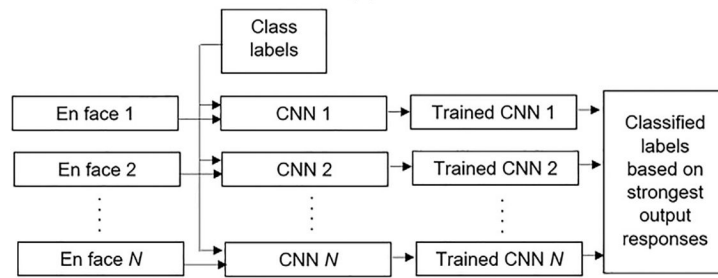 Class
labels
En face 1
CNN 1
Trained CNN 1
En face 2
CNN 2
Trained CNN 2
En face N
CNN N
Trained CNN N
Classified
labels
based on
strongest
output
responses